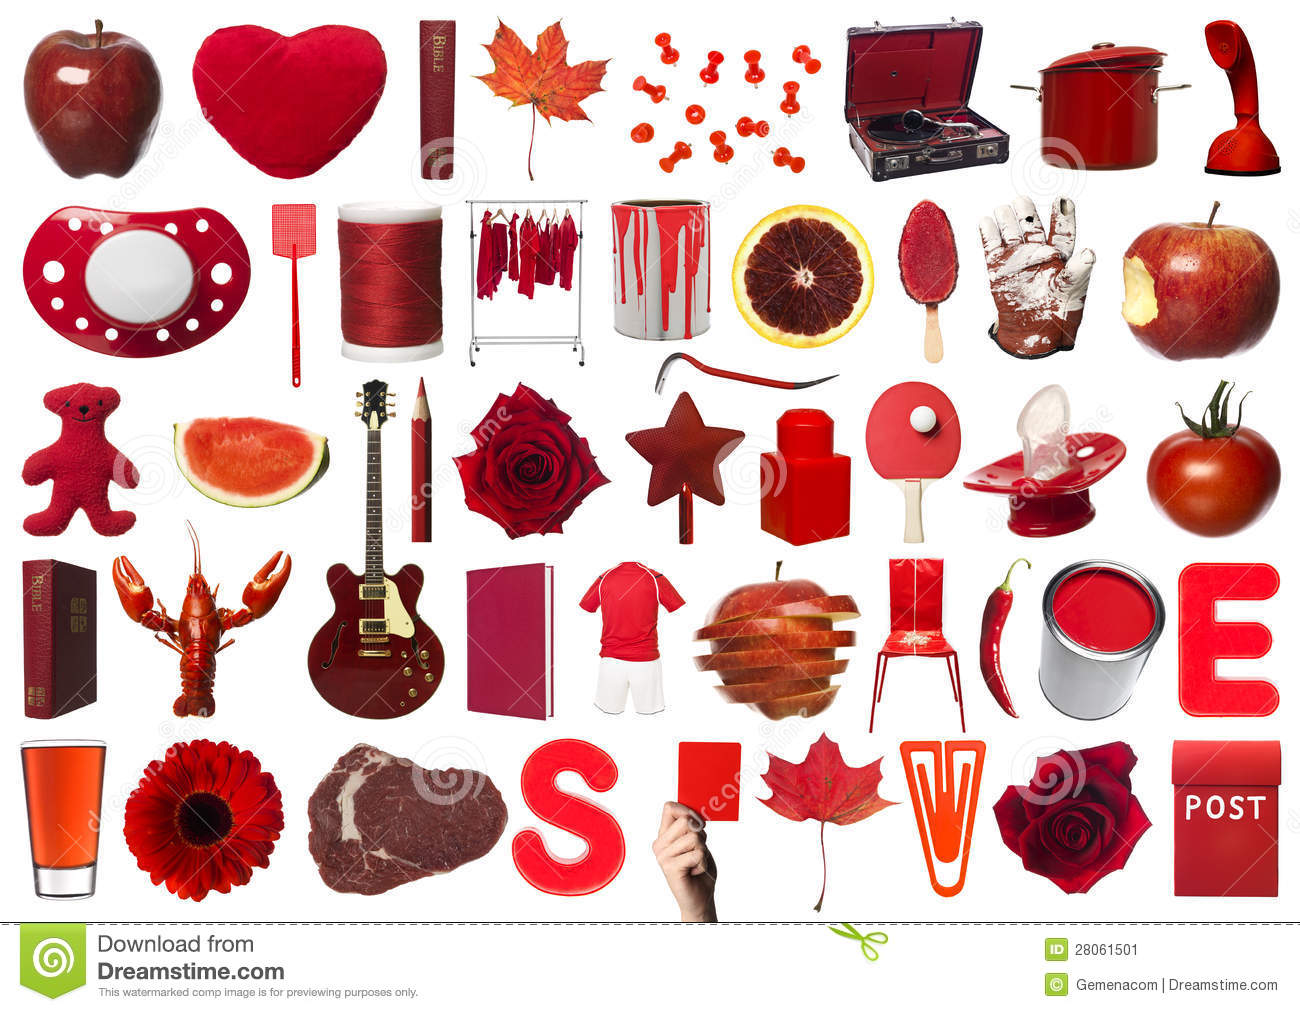 BIBLE
BIBLE
E
S
POST
Download from
Dreamstime.com
This watermarked comp image is for previewing purposes only.
ID 28061501
© Gemenacom | Dreamstime.com